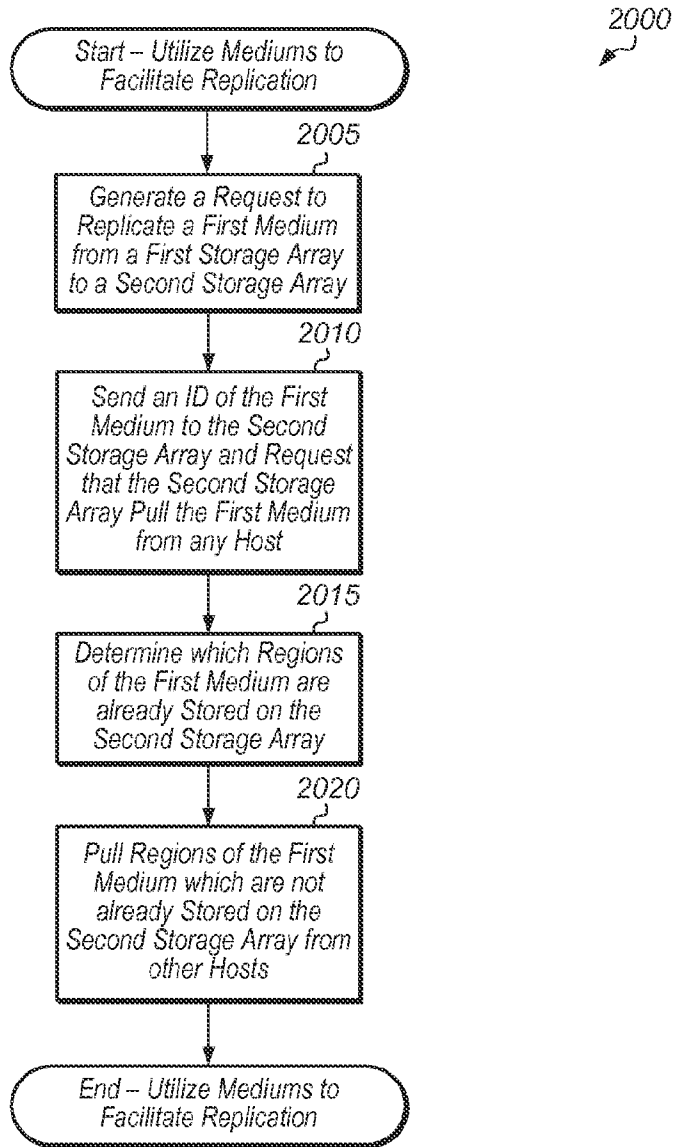 2000
Start – Utilize Mediums to
Facilitate Replication
2005
Generate a Request to
Replicate a First Medium
from a First Storage Array
to a Second Storage Array
2010
Send an ID of the First
Medium to the Second
Storage Array and Request
that the Second Storage
Array Pull the First Medium
from any Host
2015
Determine which Regions
of the First Medium are
already Stored on the
Second Storage Array
2020
Pull Regions of the First
Medium which are not
already Stored on the
Second Storage Array from
other Hosts
End – Utilize Mediums to
Facilitate Replication